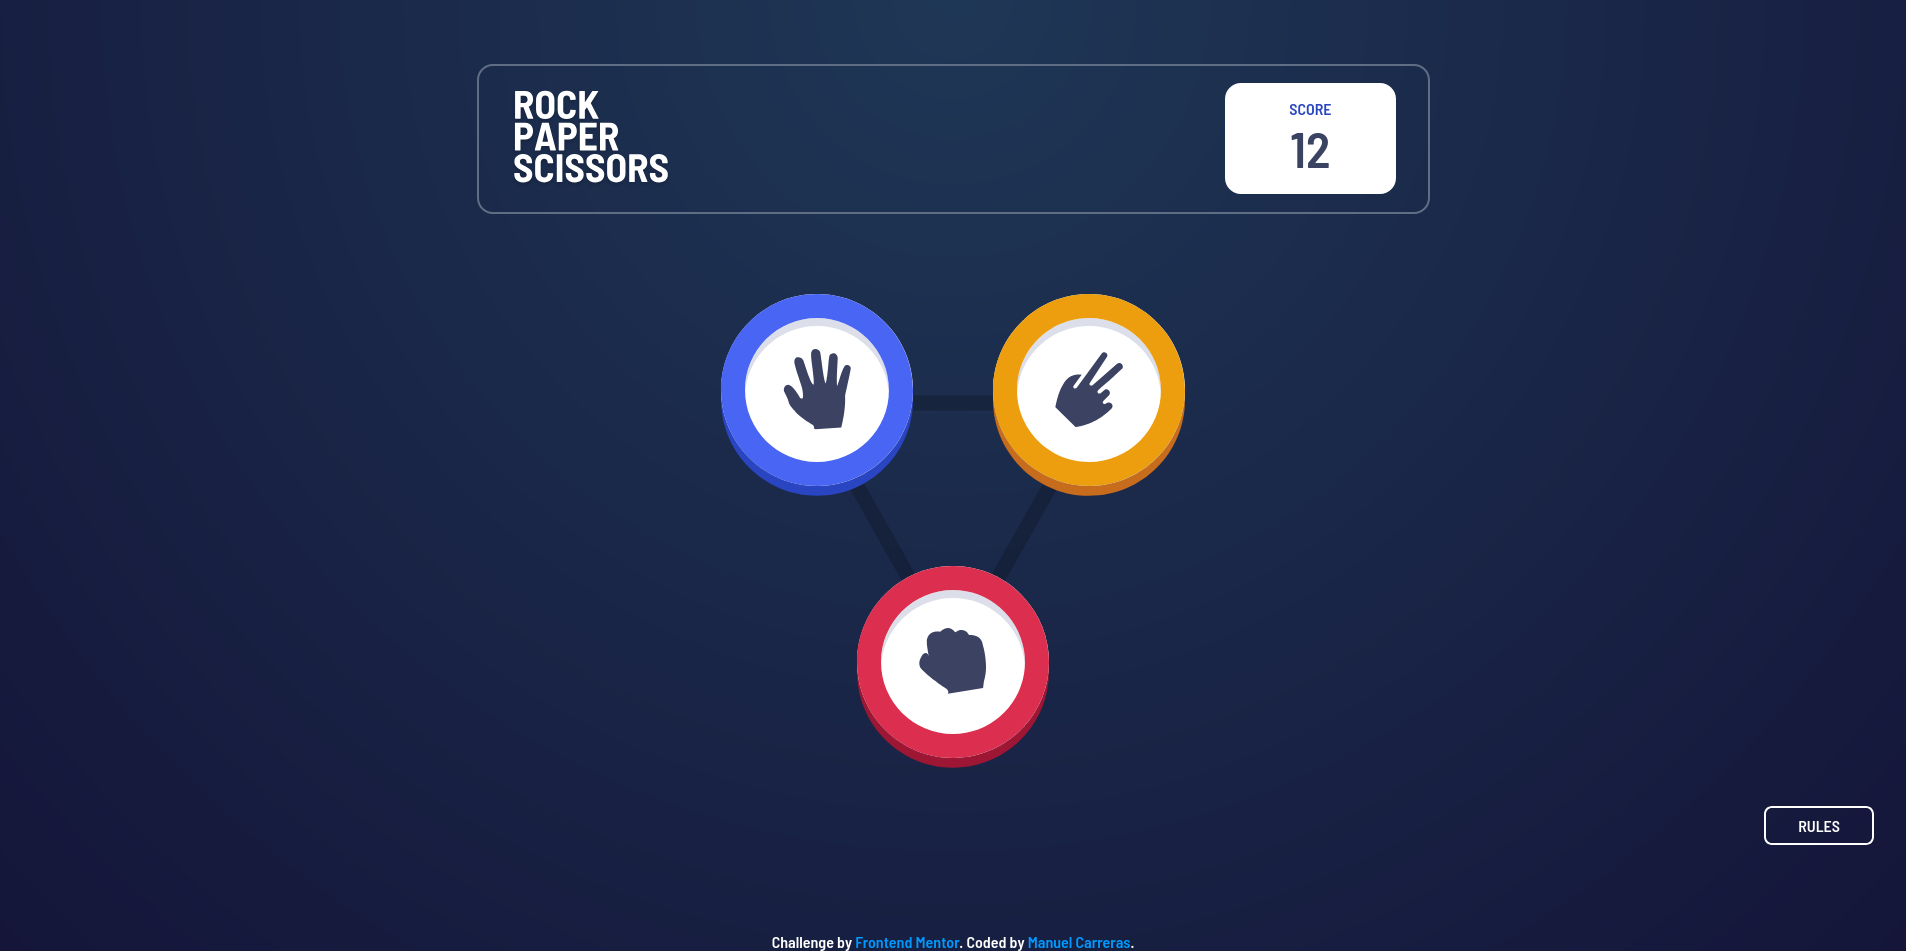 ROCK
PAPER
SCISSORS
SCORE
12
RULES
Challenge by Frontend Mentor. Coded by Manuel Carreras.